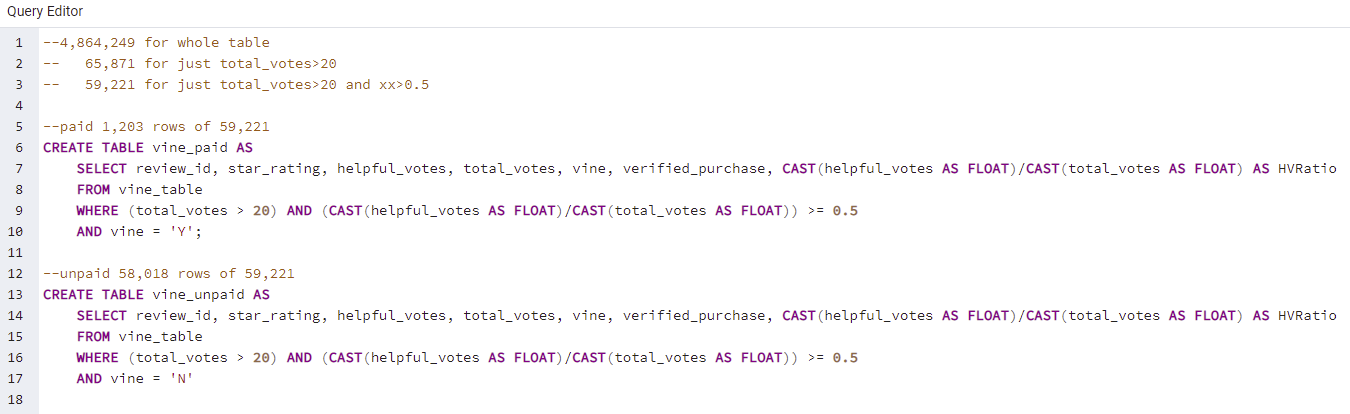 Query Editor
1 --4,864,249 for whole table
2 --   65,871 for just total_votes>20
3 --   59,221 for just total_votes>20 and xx>0.5
4
5 --paid 1,203 rows of 59,221
6 CREATE TABLE vine_paid AS
7     SELECT review_id, star_rating, helpful_votes, total_votes, vine, verified_purchase, CAST(helpful_votes AS FLOAT)/CAST(total_votes AS FLOAT) AS HVRatio
8     FROM vine_table
9     WHERE (total_votes > 20) AND (CAST(helpful_votes AS FLOAT)/CAST(total_votes AS FLOAT)) >= 0.5
10     AND vine = 'Y';
11
12 --unpaid 58,018 rows of 59,221
13 CREATE TABLE vine_unpaid AS
14     SELECT review_id, star_rating, helpful_votes, total_votes, vine, verified_purchase, CAST(helpful_votes AS FLOAT)/CAST(total_votes AS FLOAT) AS HVRatio
15     FROM vine_table
16     WHERE (total_votes > 20) AND (CAST(helpful_votes AS FLOAT)/CAST(total_votes AS FLOAT)) >= 0.5
17     AND vine = 'N'
18